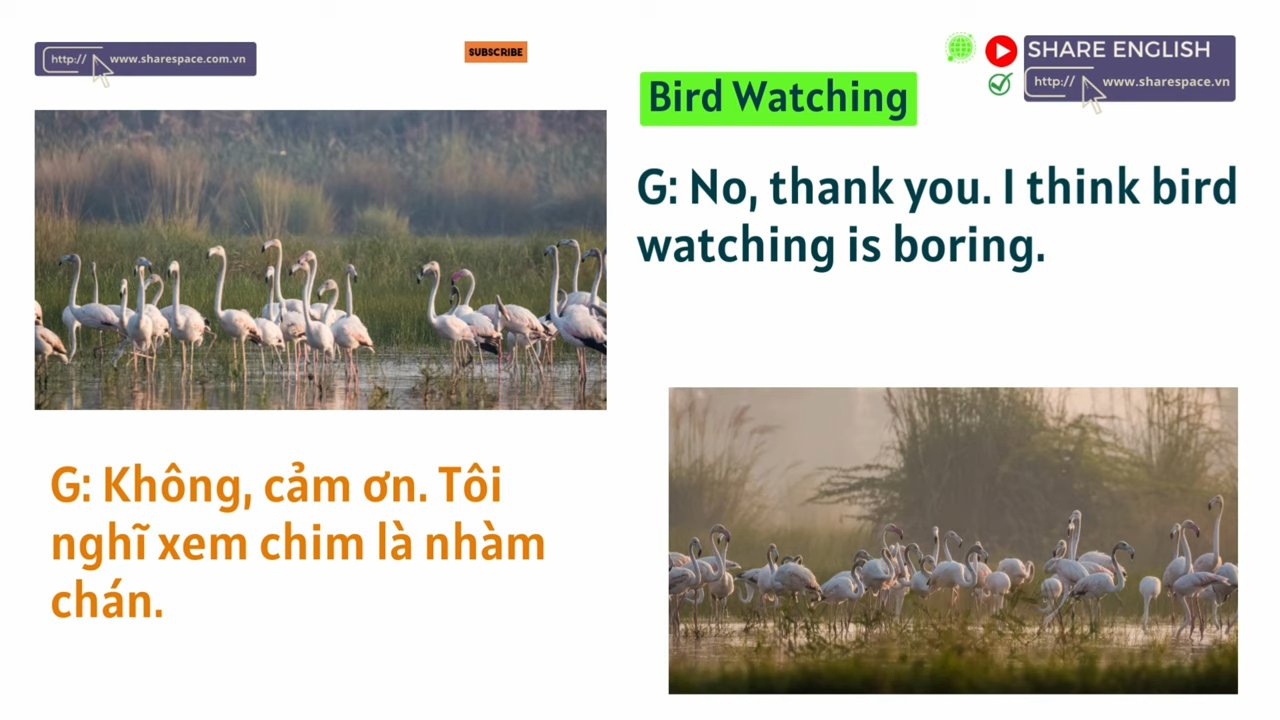 http:// www.sharespace.com.vn
SUBSCRIBE
SHARE ENGLISH
http:// www.sharespace.vn
Bird Watching
G: No, thank you. I think bird
watching is boring.
G: Không, cảm ơn. Tôi
nghĩ xem chim là nhàm
chán.